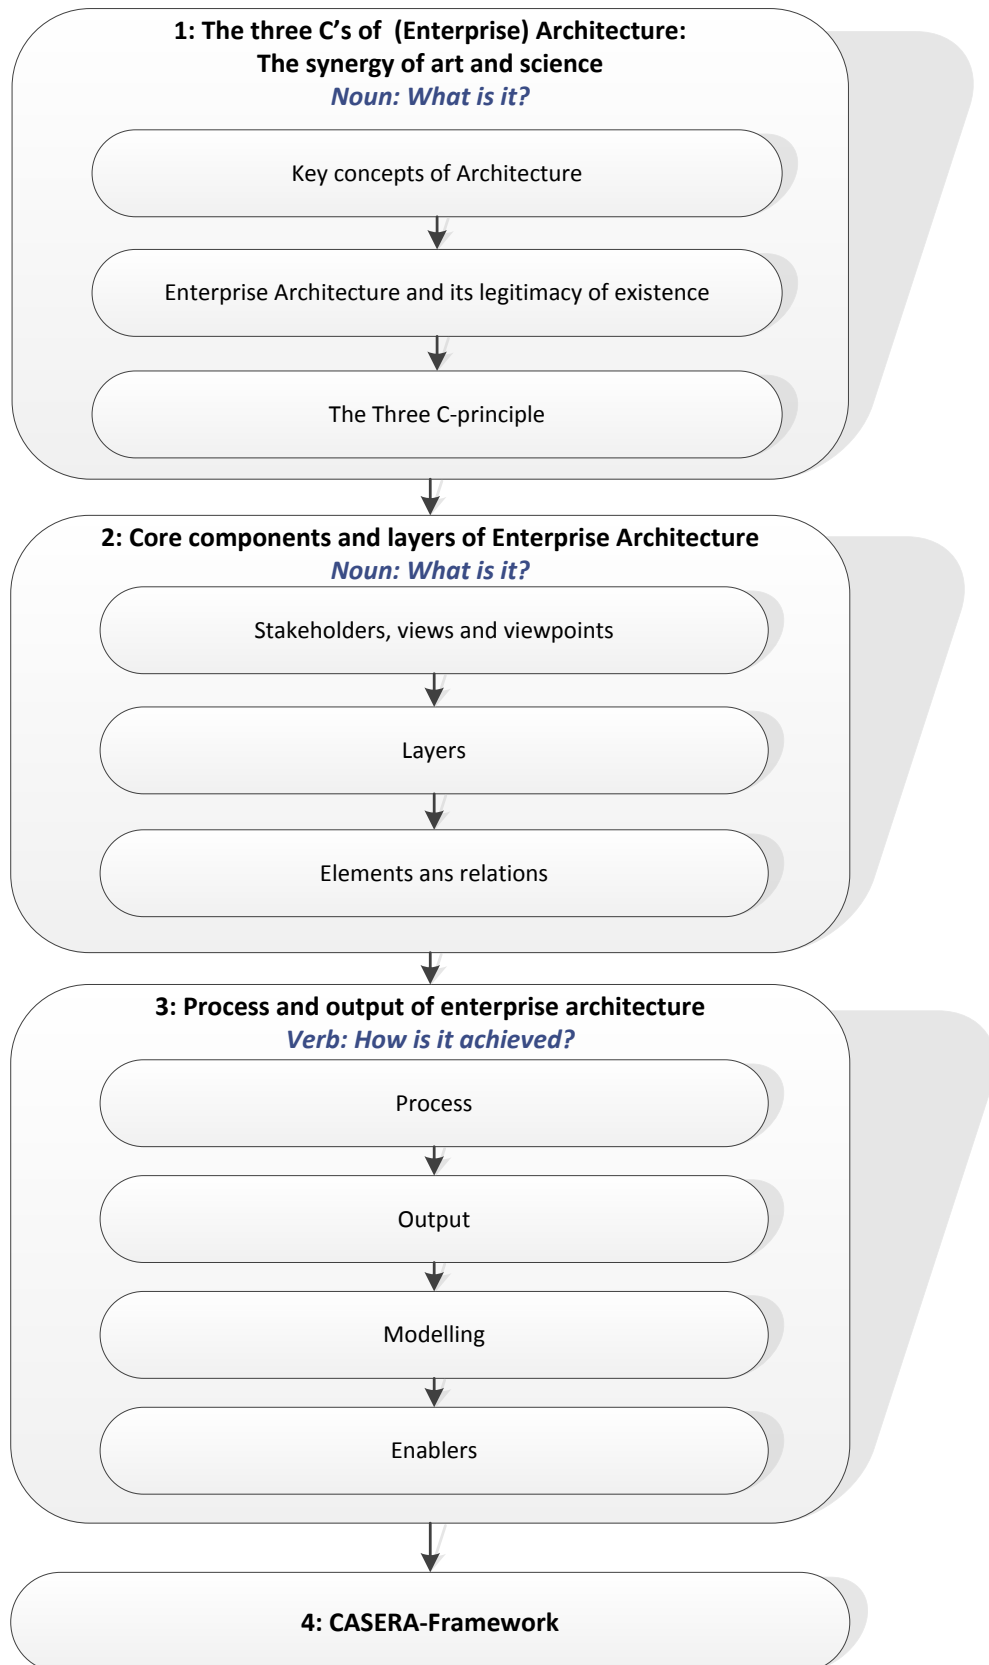 1: The three C’s of (Enterprise) Architecture:
The synergy of art and science
Noun: What is it?
Key concepts of Architecture
Enterprise Architecture and its legitimacy of existence
The Three C-principle
2: Core components and layers of Enterprise Architecture
Noun: What is it?
Stakeholders, views and viewpoints
Layers
Elements ans relations
3: Process and output of enterprise architecture
Verb: How is it achieved?
Process
Output
Modelling
Enablers
4: CASERA-Framework